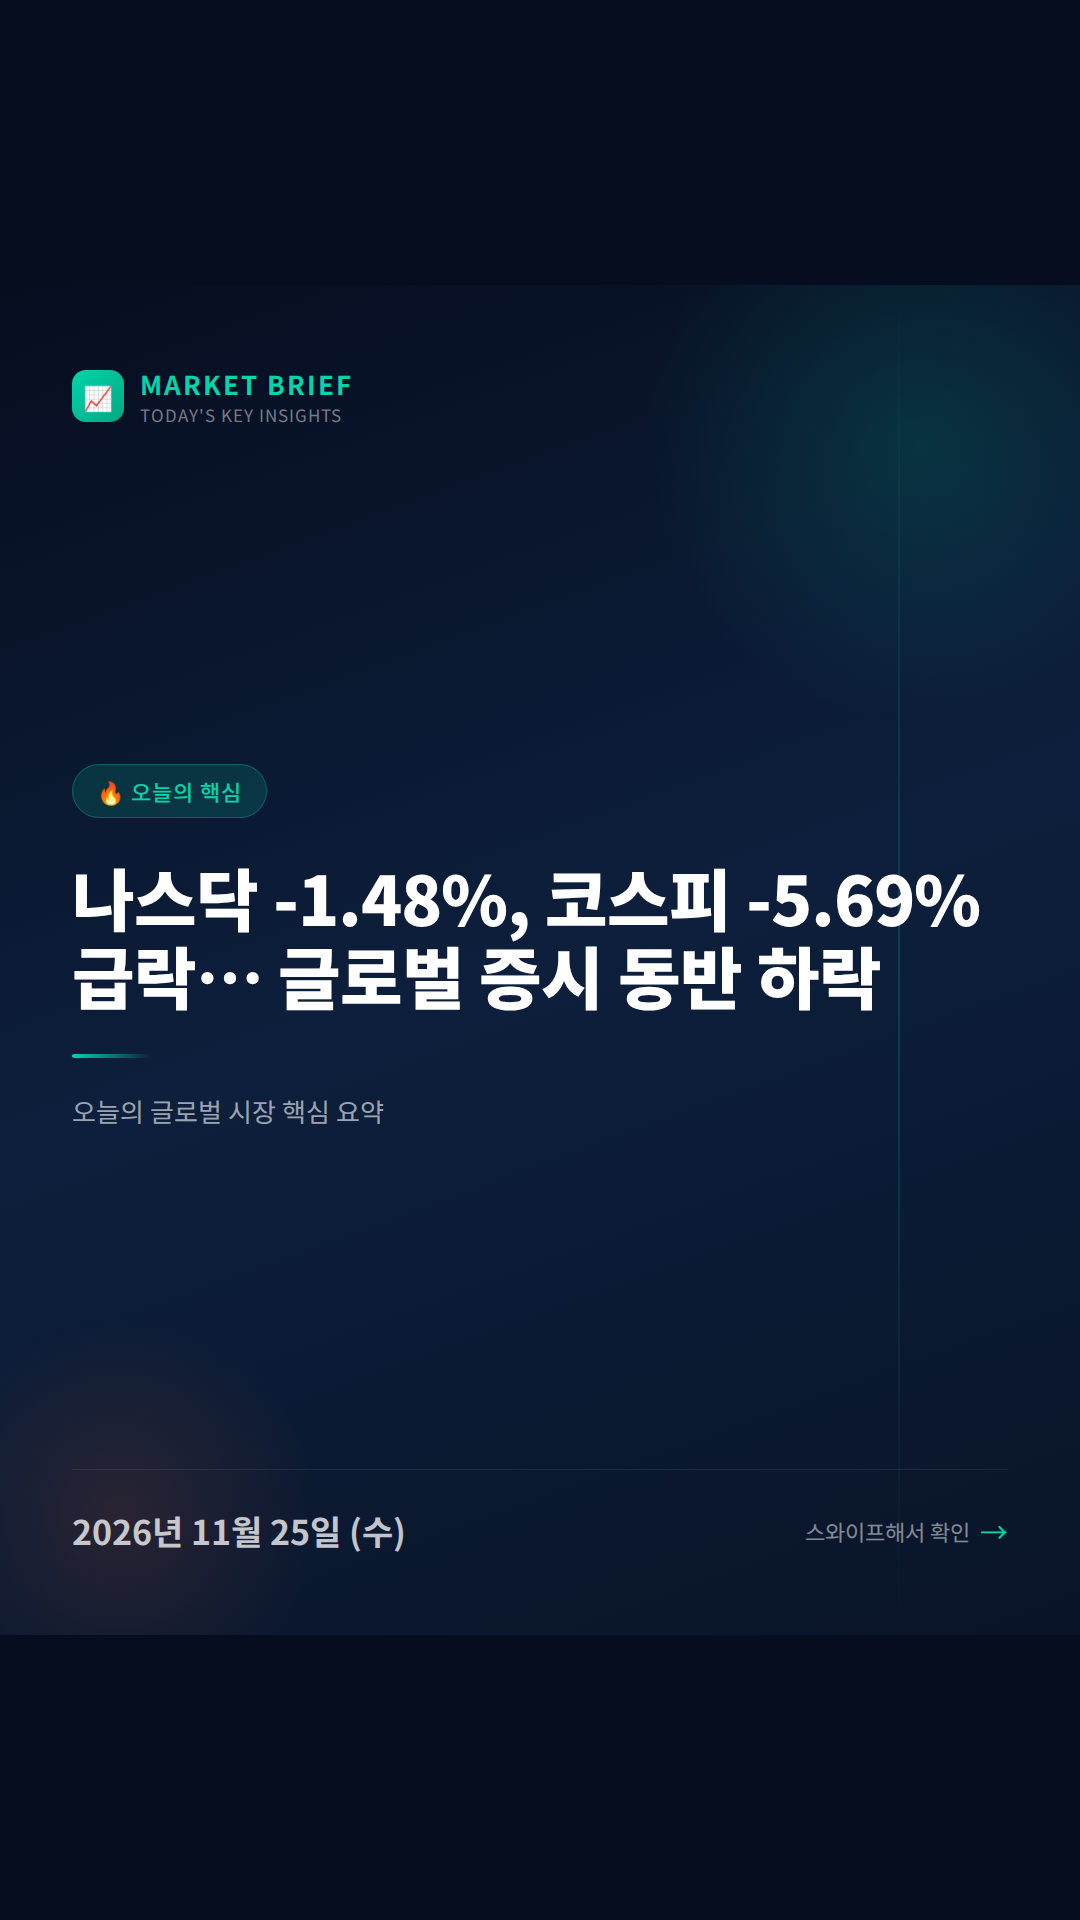 MARKET BRIEF
TODAY'S KEY INSIGHTS
🔥 오늘의 핵심
나스닥 -1.48%, 코스피 -5.69%
급락… 글로벌 증시 동반 하락
오늘의 글로벌 시장 핵심 요약
2026년 11월 25일 (수)
스와이프해서 확인 →